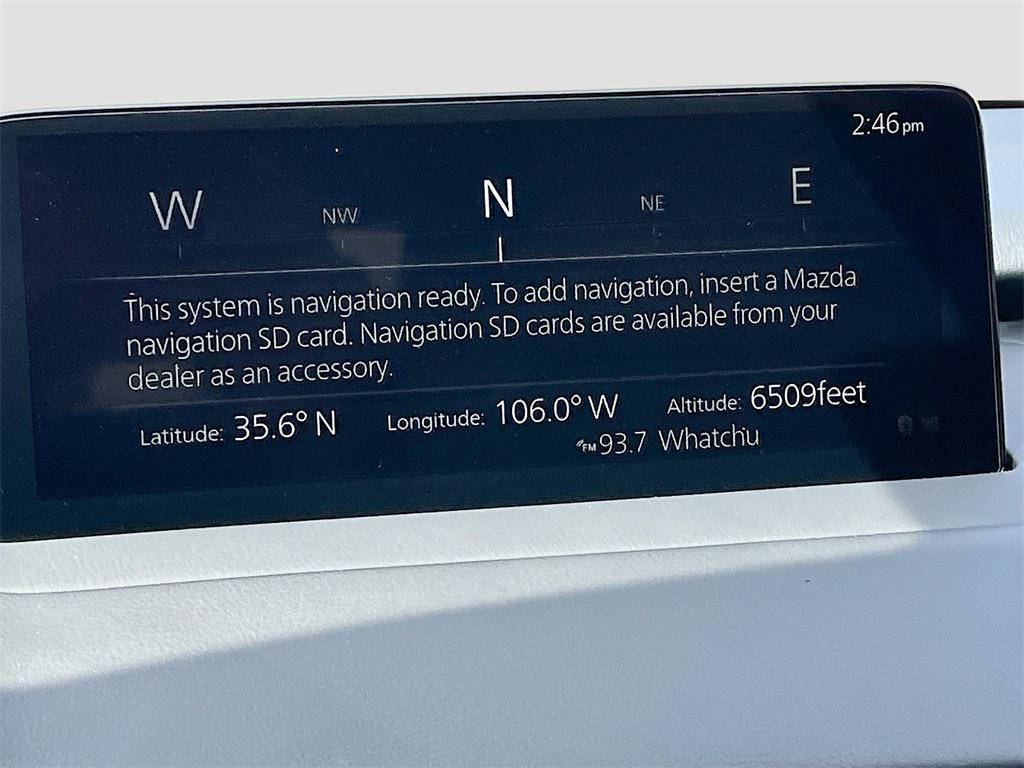 2:46pm
W NW N NE E
This system is navigation ready. To add navigation, insert a Mazda
navigation SD card. Navigation SD cards are available from your
dealer as an accessory.
Latitude: 35.6° N Longitude: 106.0° W Altitude: 6509feet
FM 93.7 Whatchu